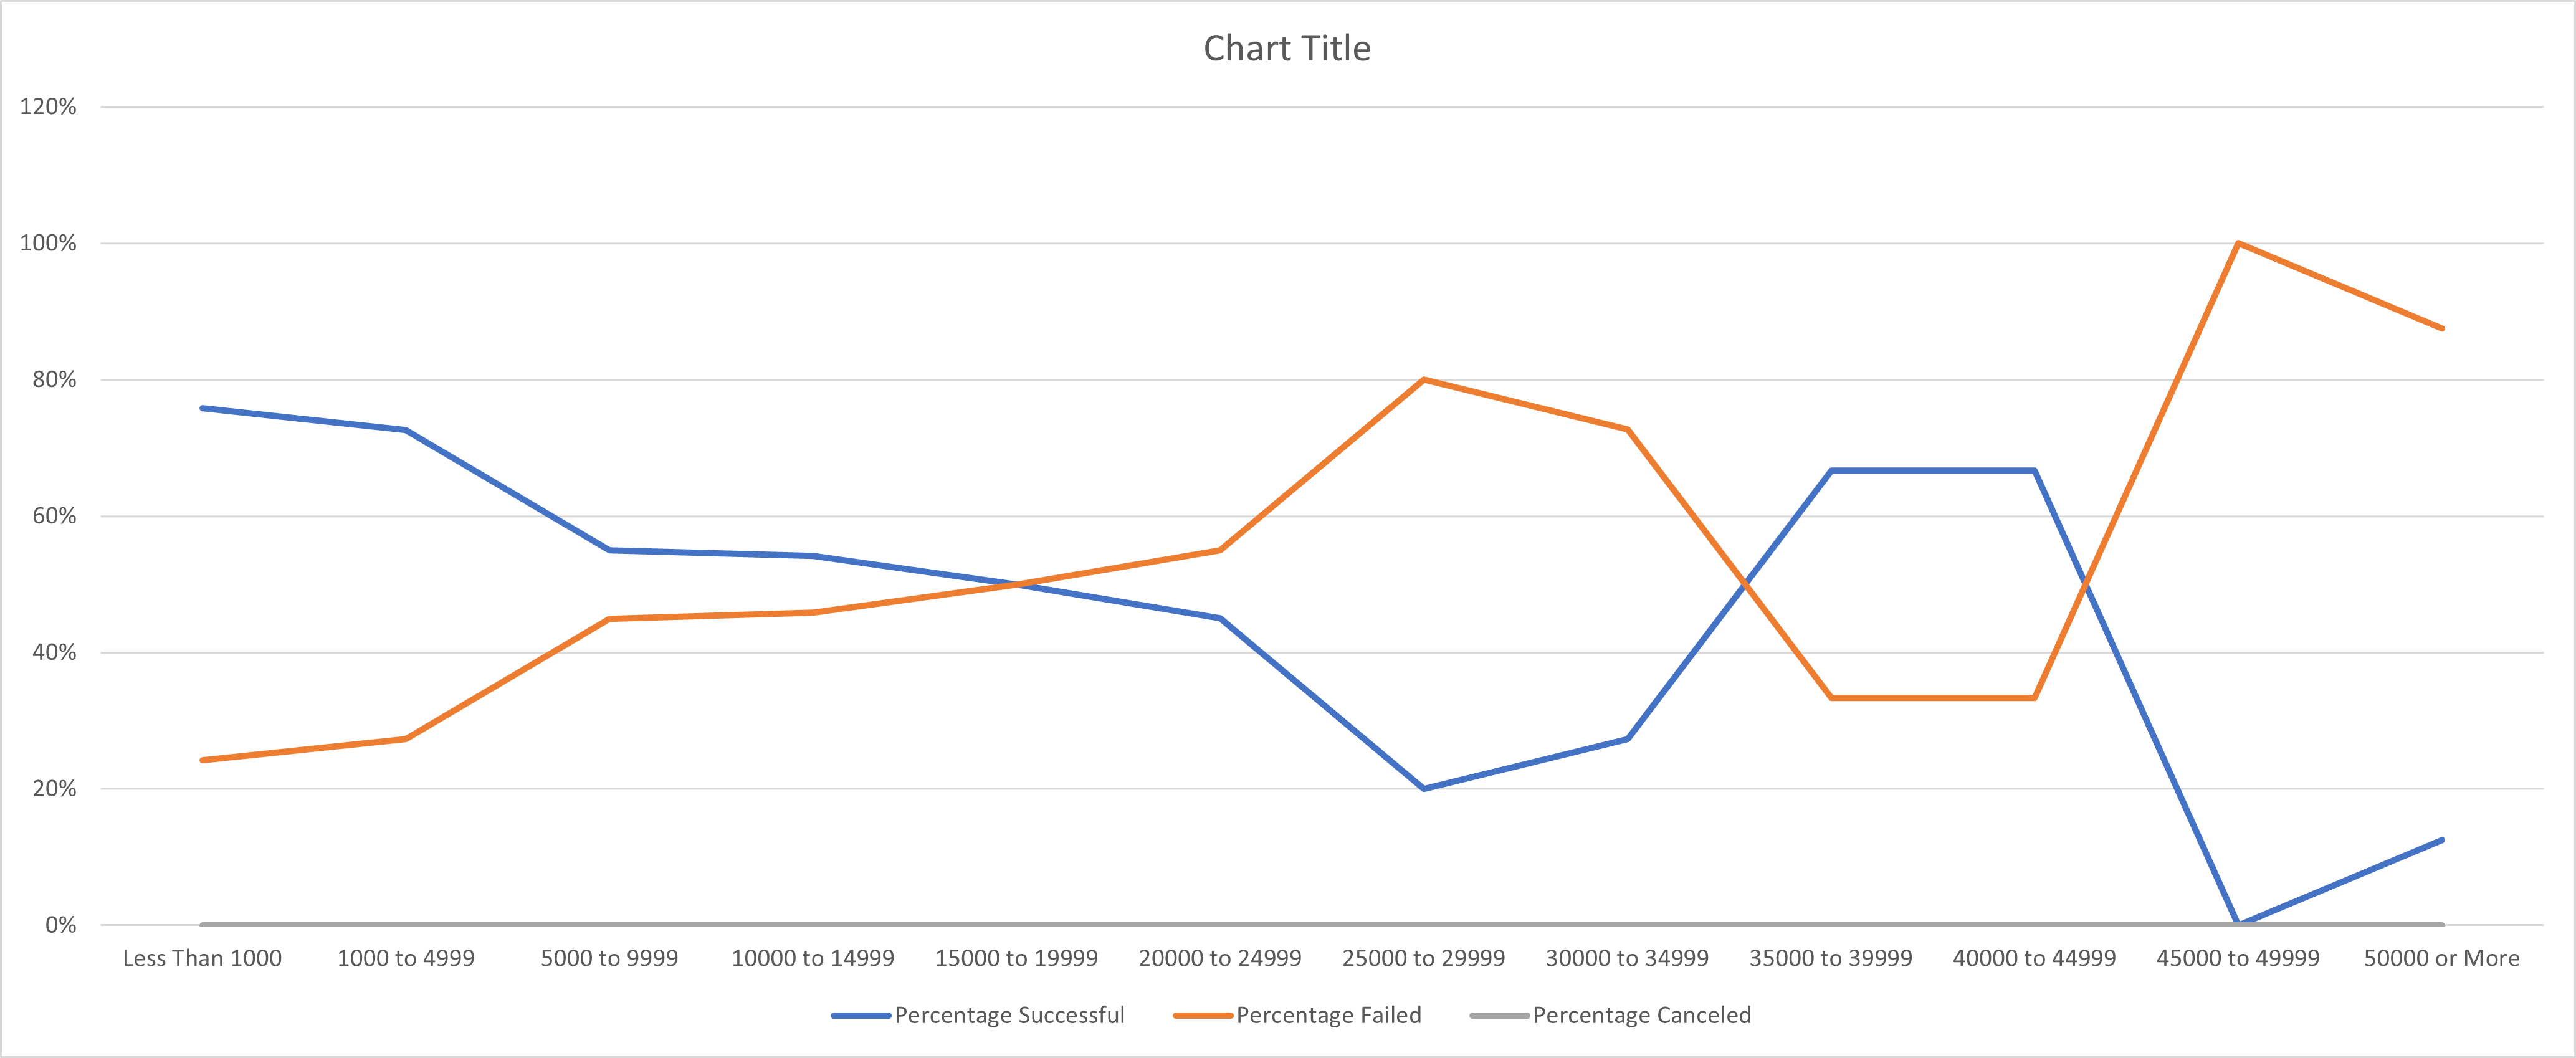 Chart Title
120%
100%
80%
60%
40%
20%
0%
Less Than 1000 1000 to 4999 5000 to 9999 10000 to 14999 15000 to 19999 20000 to 24999 25000 to 29999 30000 to 34999 35000 to 39999 40000 to 44999 45000 to 49999 50000 or More
Percentage Successful Percentage Failed Percentage Canceled